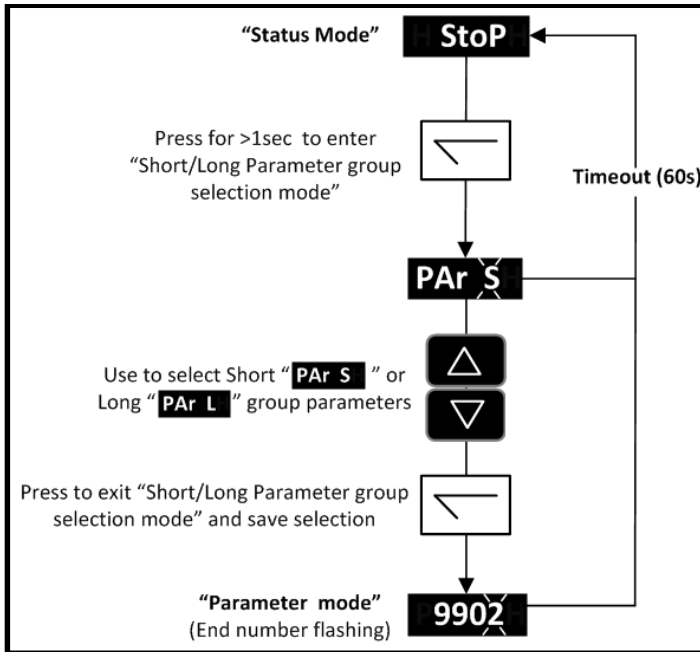 “Status Mode”
StoP
Press for >1sec to enter
“Short/Long Parameter group
selection mode”
Timeout (60s)
PAr S
Use to select Short “ PAr S ” or
Long “ PAr L ” group parameters
Press to exit “Short/Long Parameter group
selection mode” and save selection
“Parameter mode”
9902
(End number flashing)